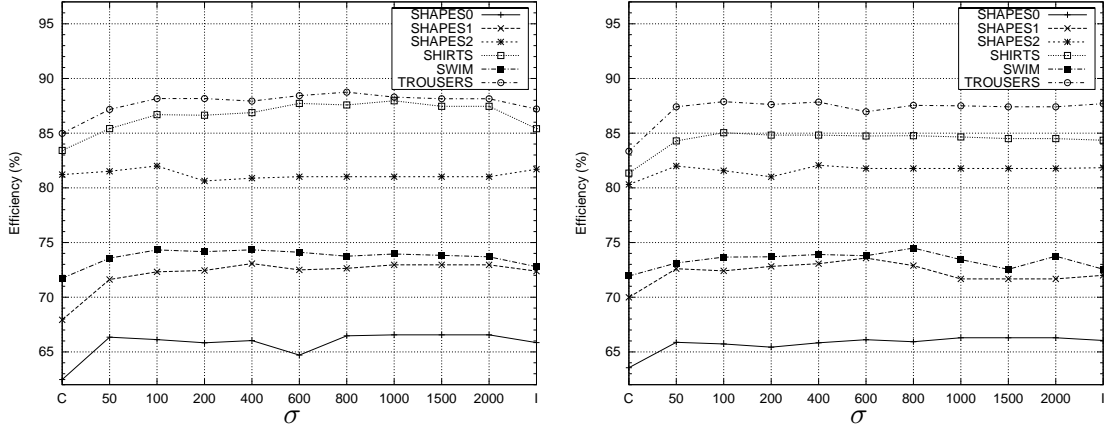 SHAPES0
SHAPES1
SHAPES2
SHIRTS
SWIM
TROUSERS
95
90
85
80
75
70
65
Efficiency (%)
C 50 100 200 400 600 800 1000 1500 2000 I
σ
SHAPES0
SHAPES1
SHAPES2
SHIRTS
SWIM
TROUSERS
95
90
85
80
75
70
65
Efficiency (%)
C 50 100 200 400 600 800 1000 1500 2000 I
σ